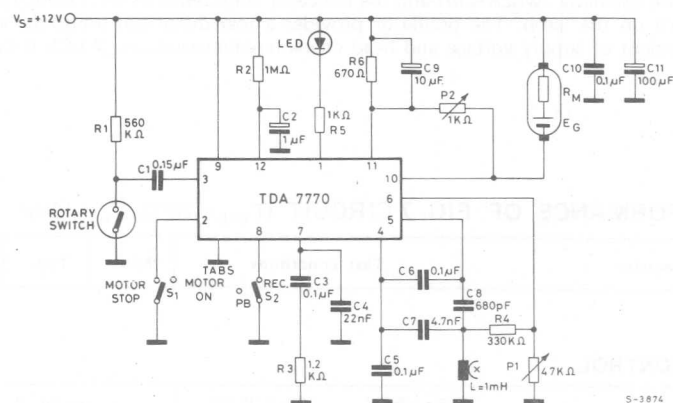 Vs=+12V
LED
R2
1MΩ
R6
670Ω
C9
10µF
C10
0.1µF
C11
100µF
RM
EG
P2
1KΩ
C2
1µF
1KΩ
R5
R1
560
KΩ
C1
0.15µF
9
12
1
11
3
10
TDA 7770
6
2
5
8
7
4
ROTARY
SWITCH
TABS
MOTOR
ON
MOTOR
STOP
S1
PB
REC.
S2
C3
0.1µF
C4
22nF
C6
0.1µF
C8
680pF
C7
4.7nF
R4
330KΩ
R3
1.2
KΩ
C5
0.1µF
L=1mH
P1
47KΩ
S-3874